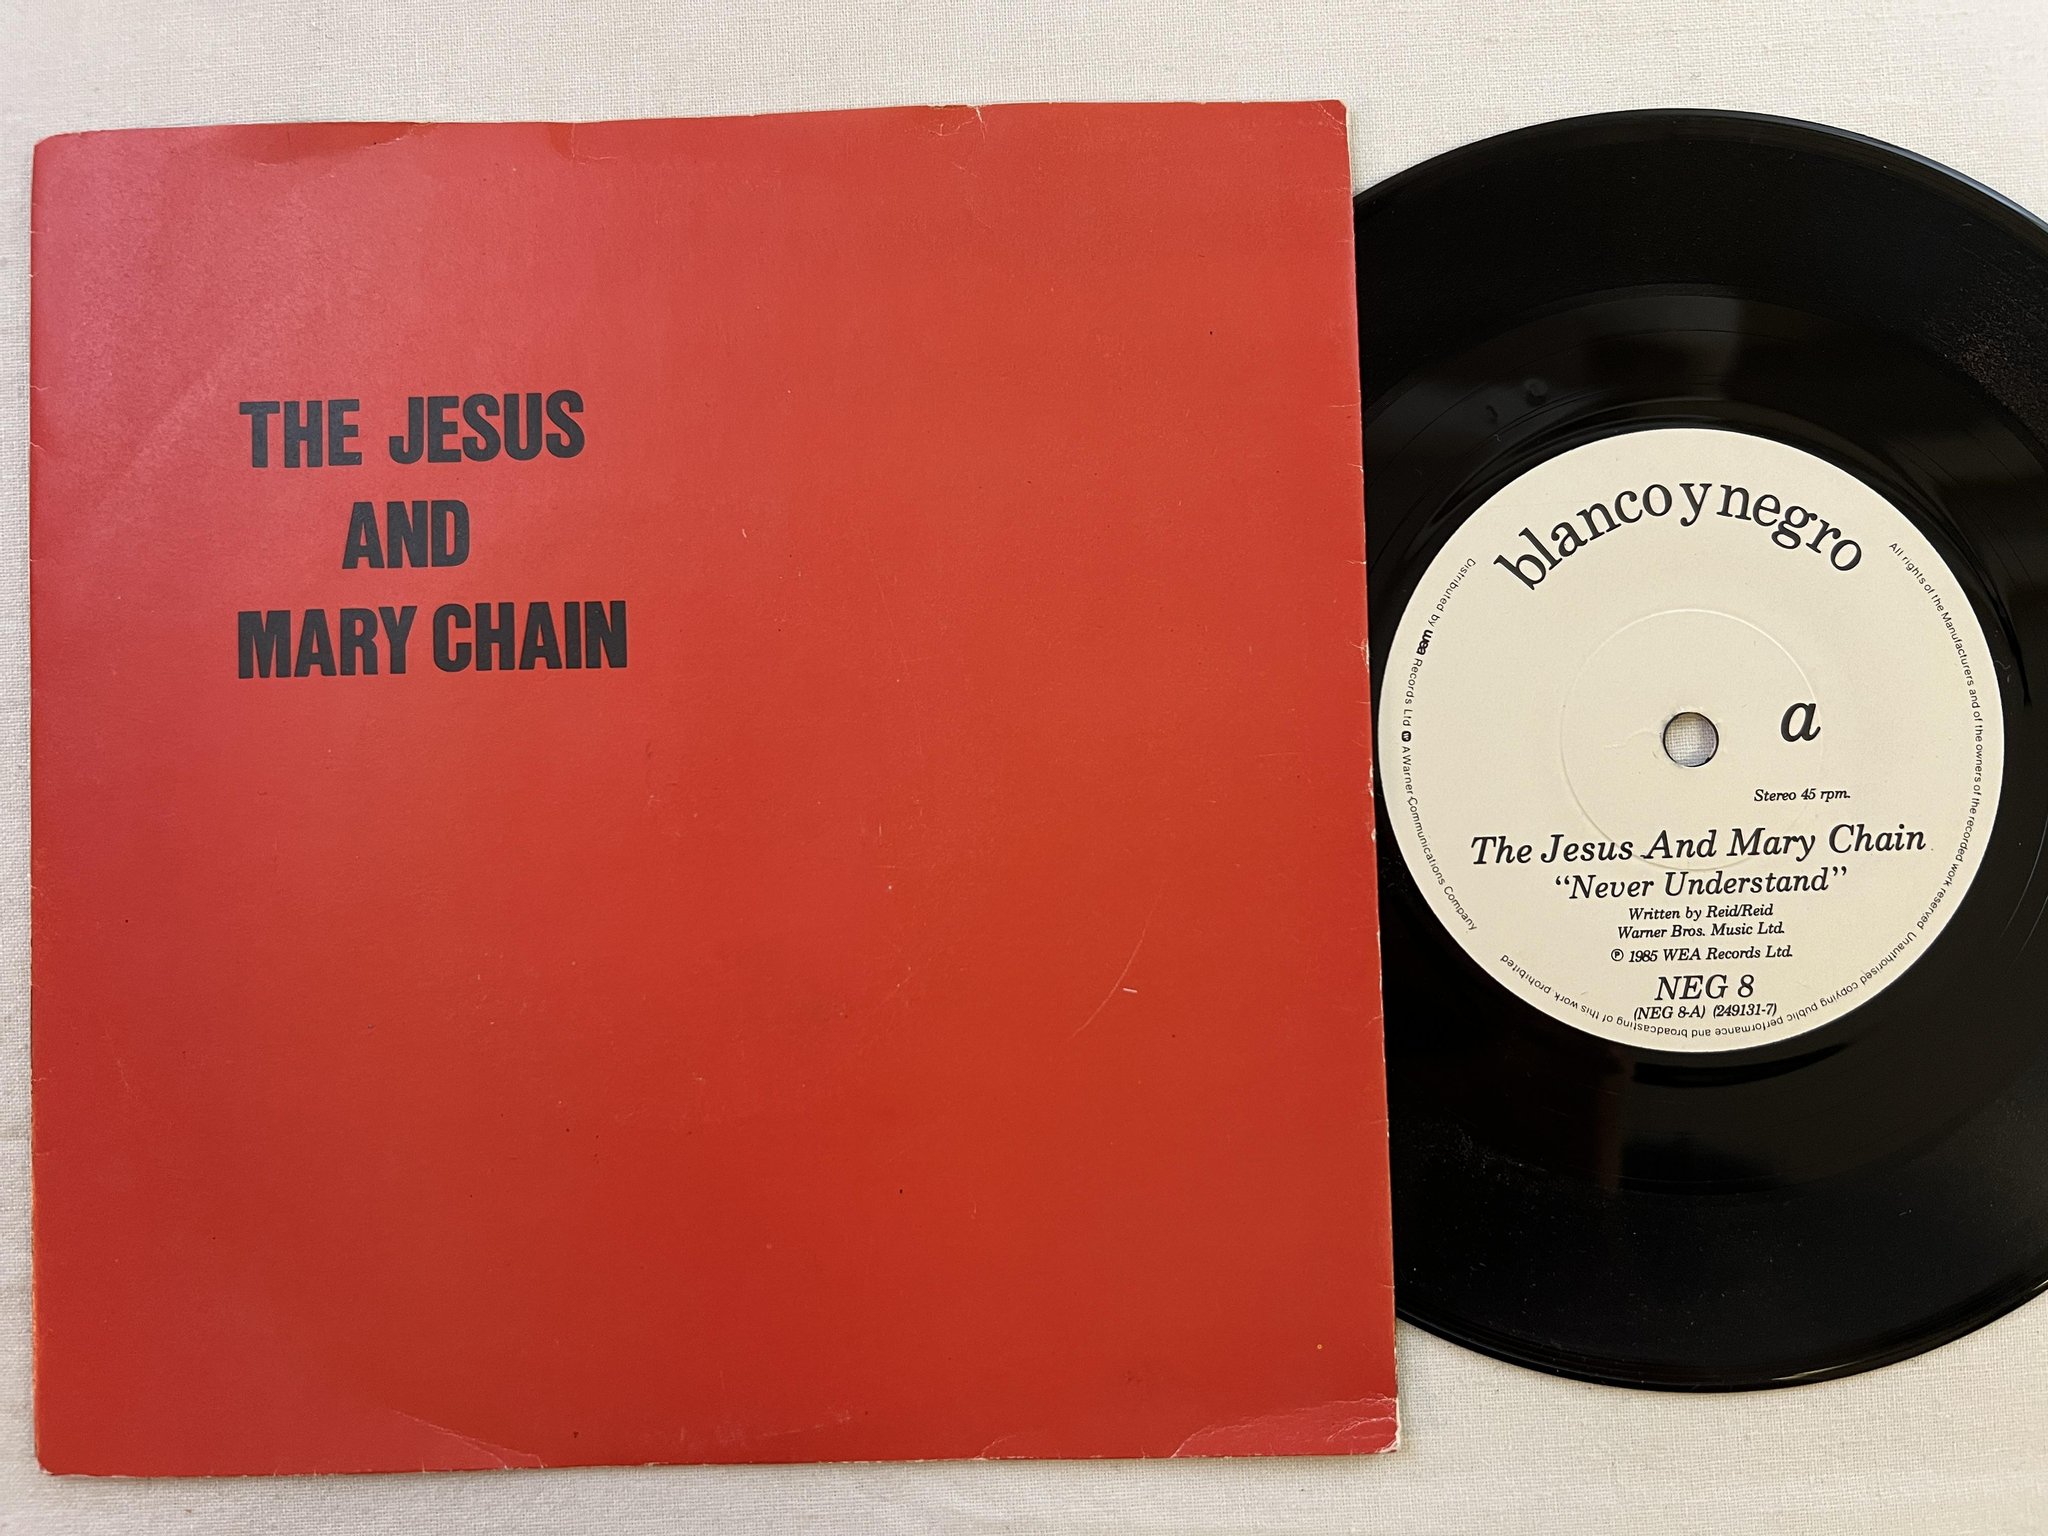 THE JESUS
AND
MARY CHAIN
blanco y negro
a
Stereo 45 rpm.
The Jesus And Mary Chain
“Never Understand”
Written by Reid/Reid
Warner Bros. Music Ltd.
℗ 1985 WEA Records Ltd.
NEG 8
(NEG 8-A) (249131-7)
Distributed by wea Records Ltd W A Warner Communications Company
All rights of the Manufacturers and of the owners of the recorded work reserved Unauthorised copying public performance and broadcasting of this work prohibited